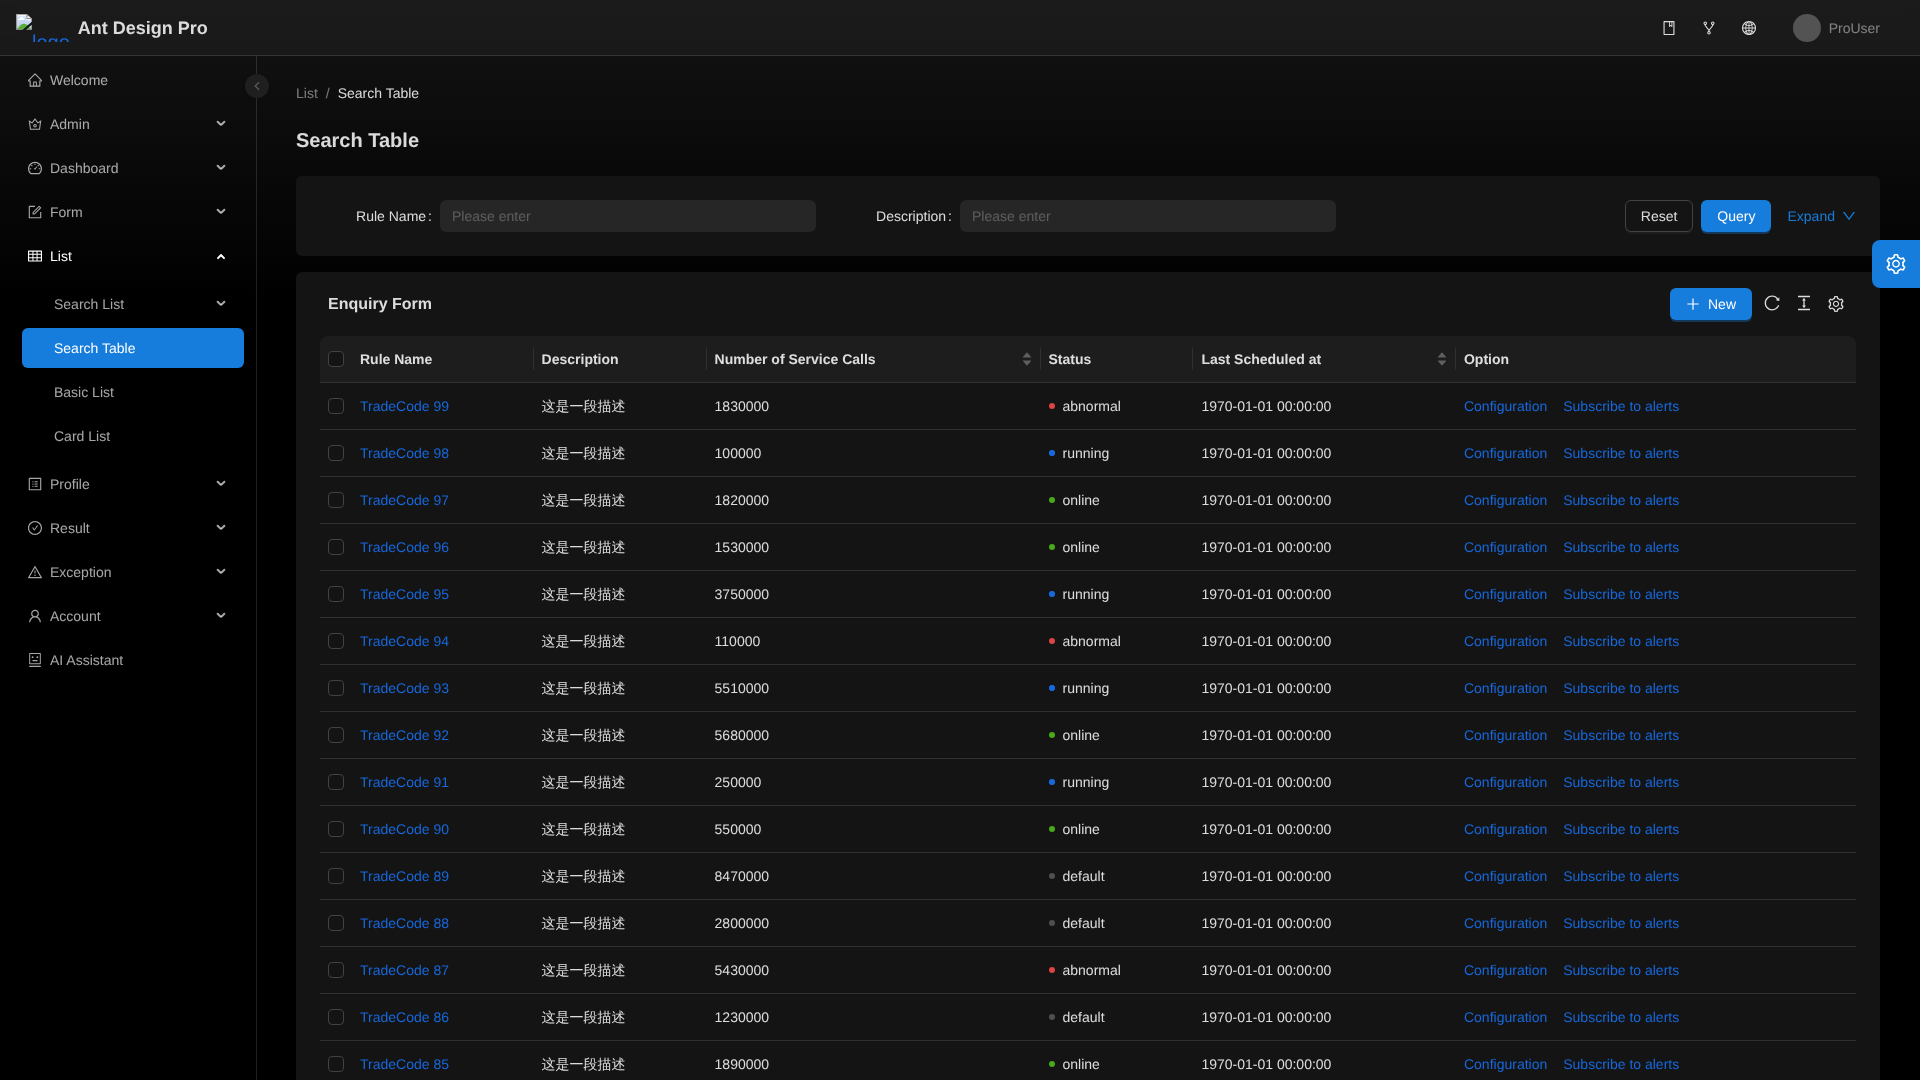 Ant Design Pro
ProUser
Welcome
Admin
Dashboard
Form
List
Search List
Search Table
Basic List
Card List
Profile
Result
Exception
Account
AI Assistant
List / Search Table
Search Table
Rule Name: Please enter Description: Please enter Reset Query Expand
Enquiry Form New
Rule Name Description Number of Service Calls Status Last Scheduled at Option
TradeCode 99 这是一段描述 1830000 abnormal 1970-01-01 00:00:00 Configuration Subscribe to alerts
TradeCode 98 这是一段描述 100000 running 1970-01-01 00:00:00 Configuration Subscribe to alerts
TradeCode 97 这是一段描述 1820000 online 1970-01-01 00:00:00 Configuration Subscribe to alerts
TradeCode 96 这是一段描述 1530000 online 1970-01-01 00:00:00 Configuration Subscribe to alerts
TradeCode 95 这是一段描述 3750000 running 1970-01-01 00:00:00 Configuration Subscribe to alerts
TradeCode 94 这是一段描述 110000 abnormal 1970-01-01 00:00:00 Configuration Subscribe to alerts
TradeCode 93 这是一段描述 5510000 running 1970-01-01 00:00:00 Configuration Subscribe to alerts
TradeCode 92 这是一段描述 5680000 online 1970-01-01 00:00:00 Configuration Subscribe to alerts
TradeCode 91 这是一段描述 250000 running 1970-01-01 00:00:00 Configuration Subscribe to alerts
TradeCode 90 这是一段描述 550000 online 1970-01-01 00:00:00 Configuration Subscribe to alerts
TradeCode 89 这是一段描述 8470000 default 1970-01-01 00:00:00 Configuration Subscribe to alerts
TradeCode 88 这是一段描述 2800000 default 1970-01-01 00:00:00 Configuration Subscribe to alerts
TradeCode 87 这是一段描述 5430000 abnormal 1970-01-01 00:00:00 Configuration Subscribe to alerts
TradeCode 86 这是一段描述 1230000 default 1970-01-01 00:00:00 Configuration Subscribe to alerts
TradeCode 85 这是一段描述 1890000 online 1970-01-01 00:00:00 Configuration Subscribe to alerts